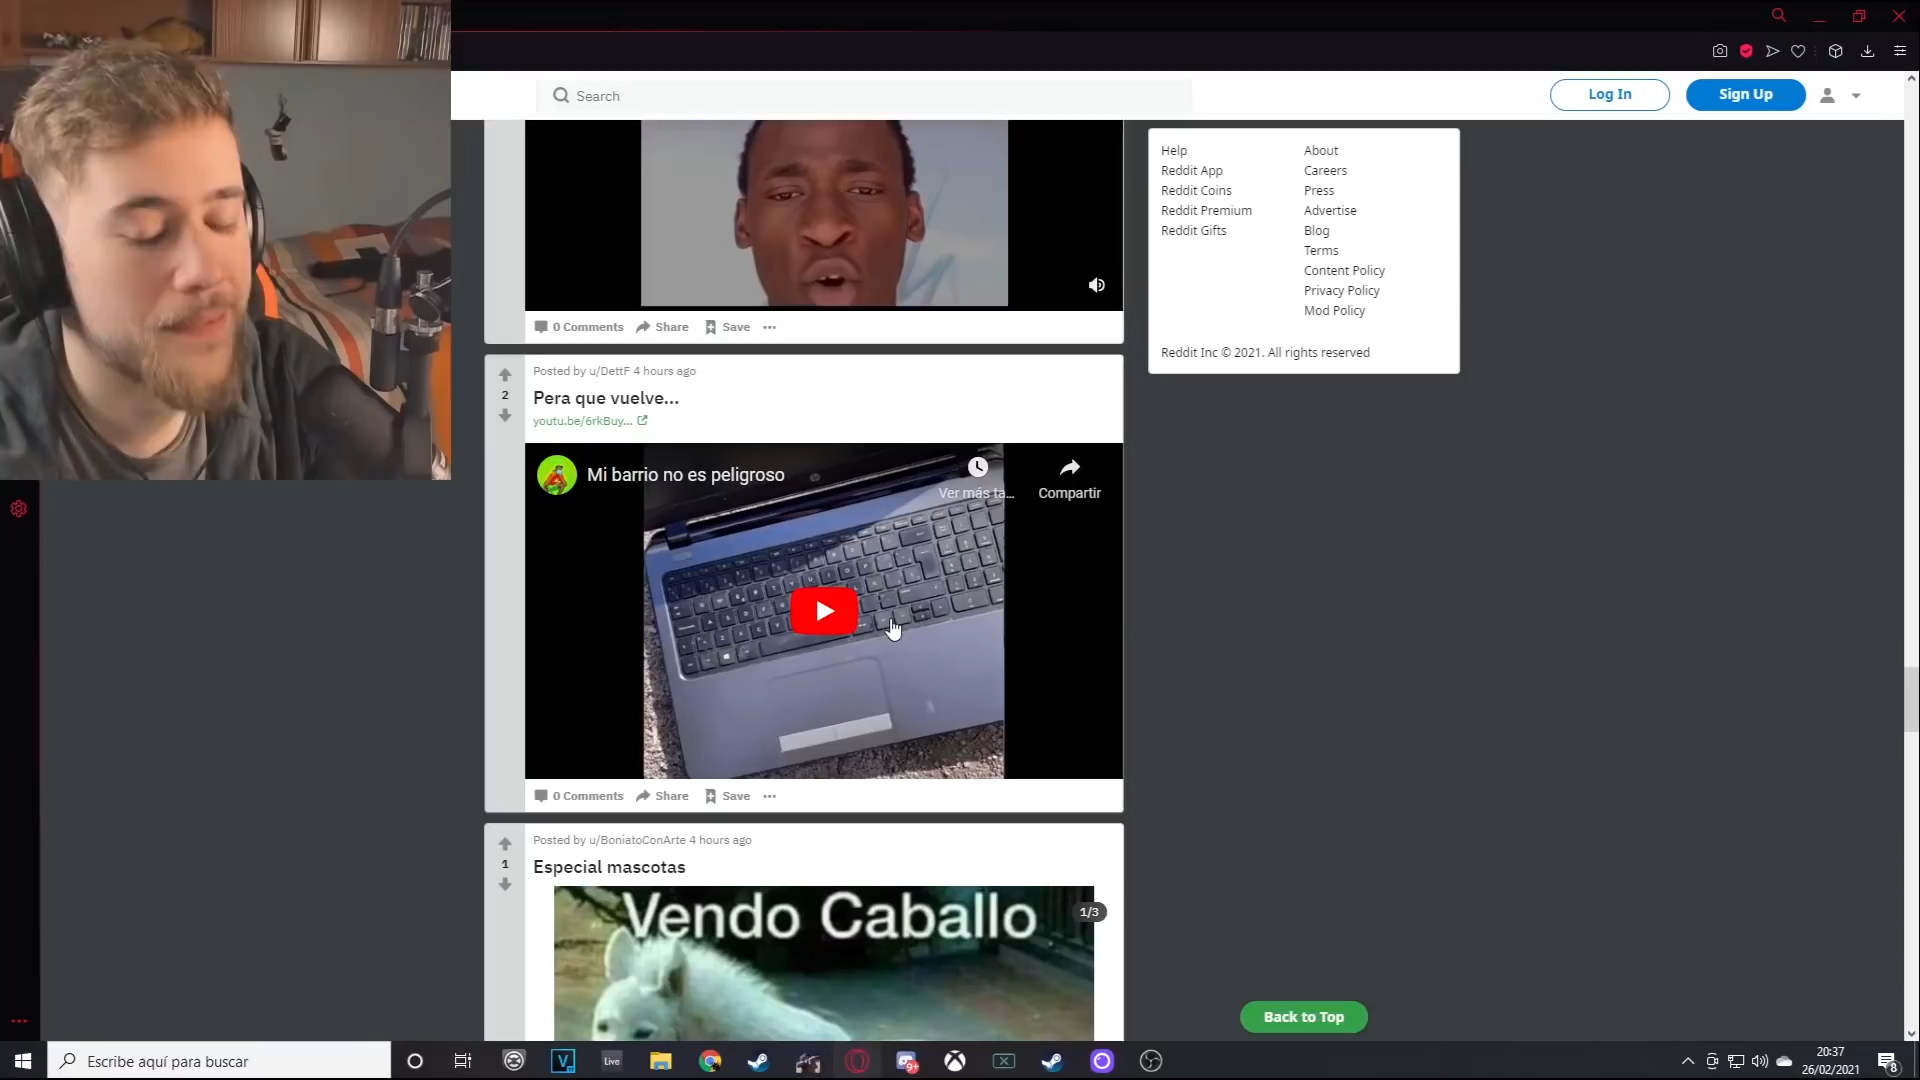 Search
Log In
Sign Up
Help
About
Reddit App
Careers
Reddit Coins
Press
Reddit Premium
Advertise
Reddit Gifts
Blog
Terms
Content Policy
Privacy Policy
Mod Policy
Reddit Inc © 2021. All rights reserved
0 Comments Share Save
Posted by u/DettF 4 hours ago
2
Pera que vuelve...
youtu.be/6rkBuy...
Mi barrio no es peligroso
Ver más ta...
Compartir
0 Comments Share Save
Posted by u/BoniatoConArte 4 hours ago
1
Especial mascotas
Vendo Caballo
1/3
Back to Top
Escribe aquí para buscar
V
Live
9+
20:37
26/02/2021
8